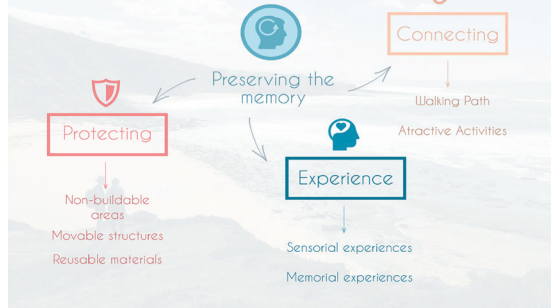 Connecting
Preserving the
memory
Walking Path
Protecting
Atractive Activities
Experience
Non-buildable
areas
Movable structures
Sensorial experiences
Reusable materials
Memorial experiences